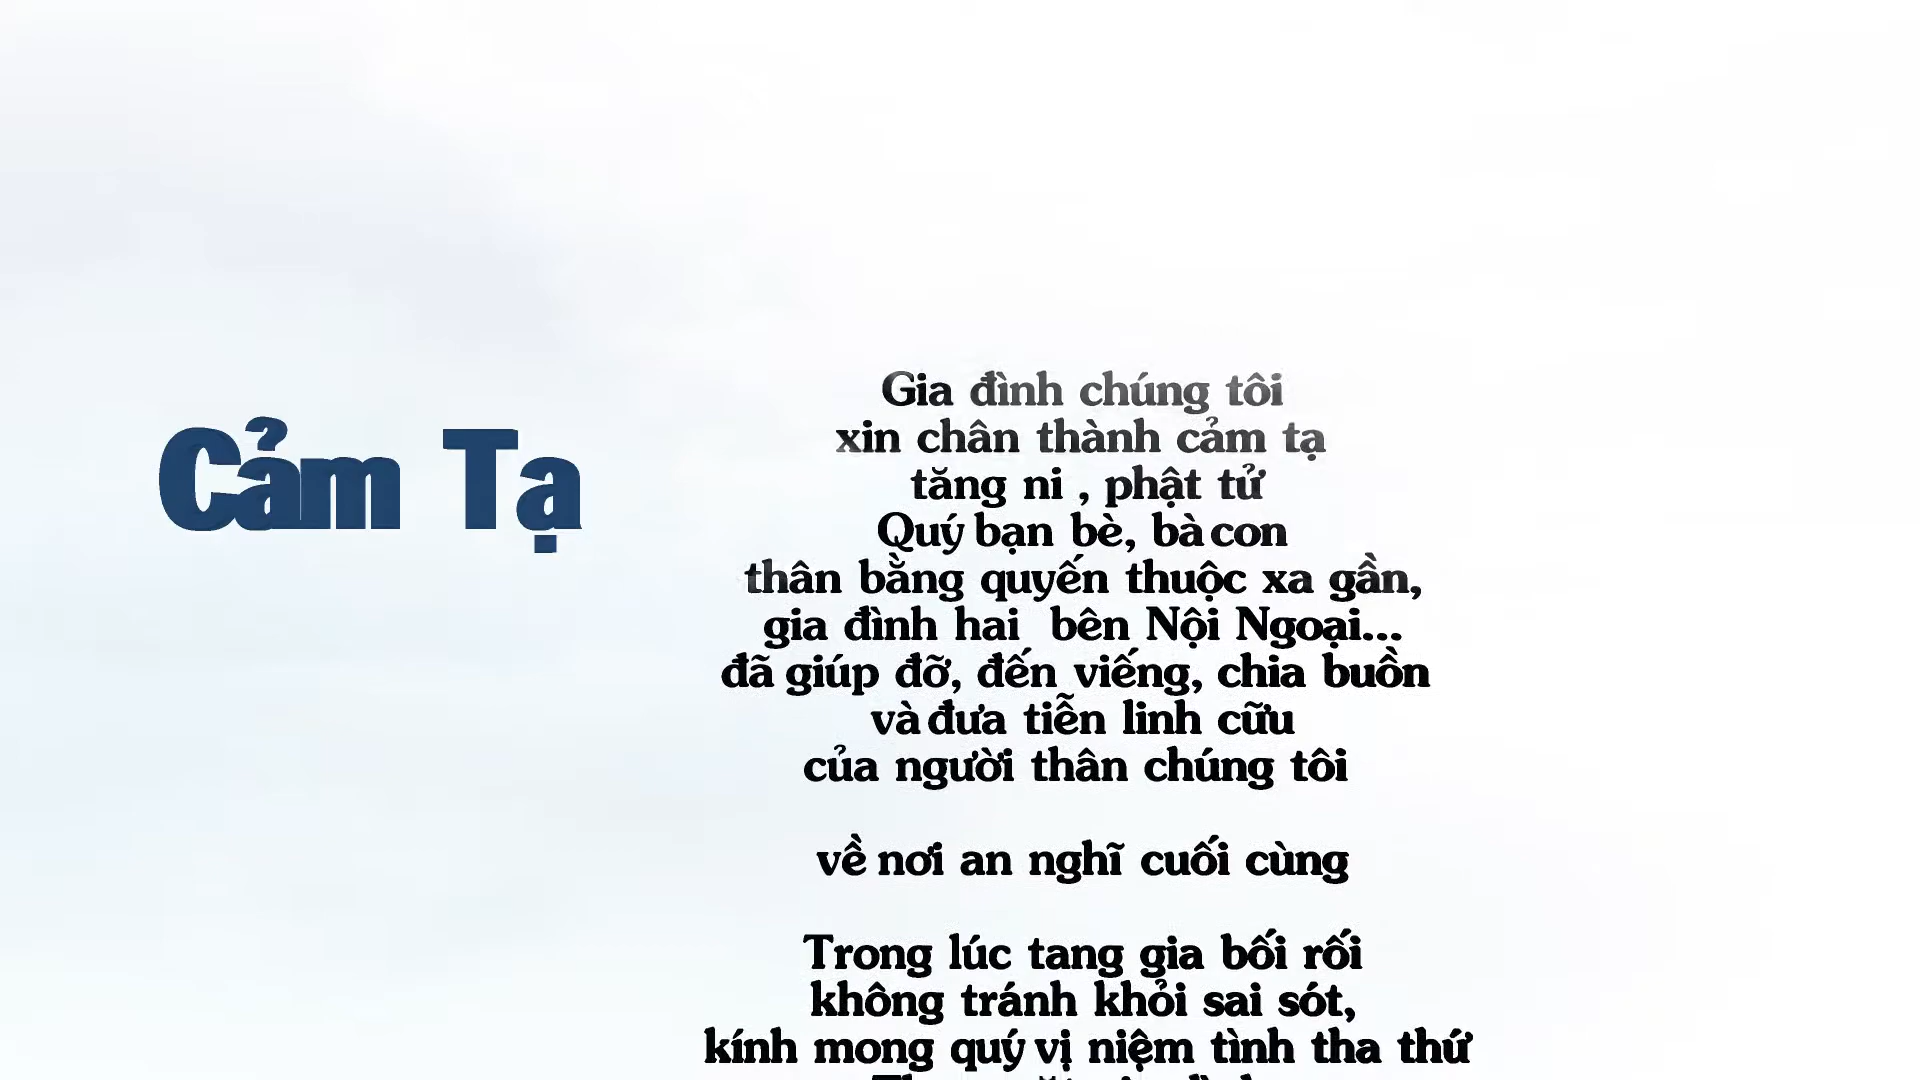 Cảm Tạ
Gia đình chúng tôi
xin chân thành cảm tạ
tăng ni , phật tử
Quý bạn bè, bà con
thân bằng quyến thuộc xa gần,
gia đình hai bên Nội Ngoại...
đã giúp đỡ, đến viếng, chia buồn
và đưa tiễn linh cữu
của người thân chúng tôi
về nơi an nghĩ cuối cùng
Trong lúc tang gia bối rối
không tránh khỏi sai sót,
kính mong quý vị niệm tình tha thứ